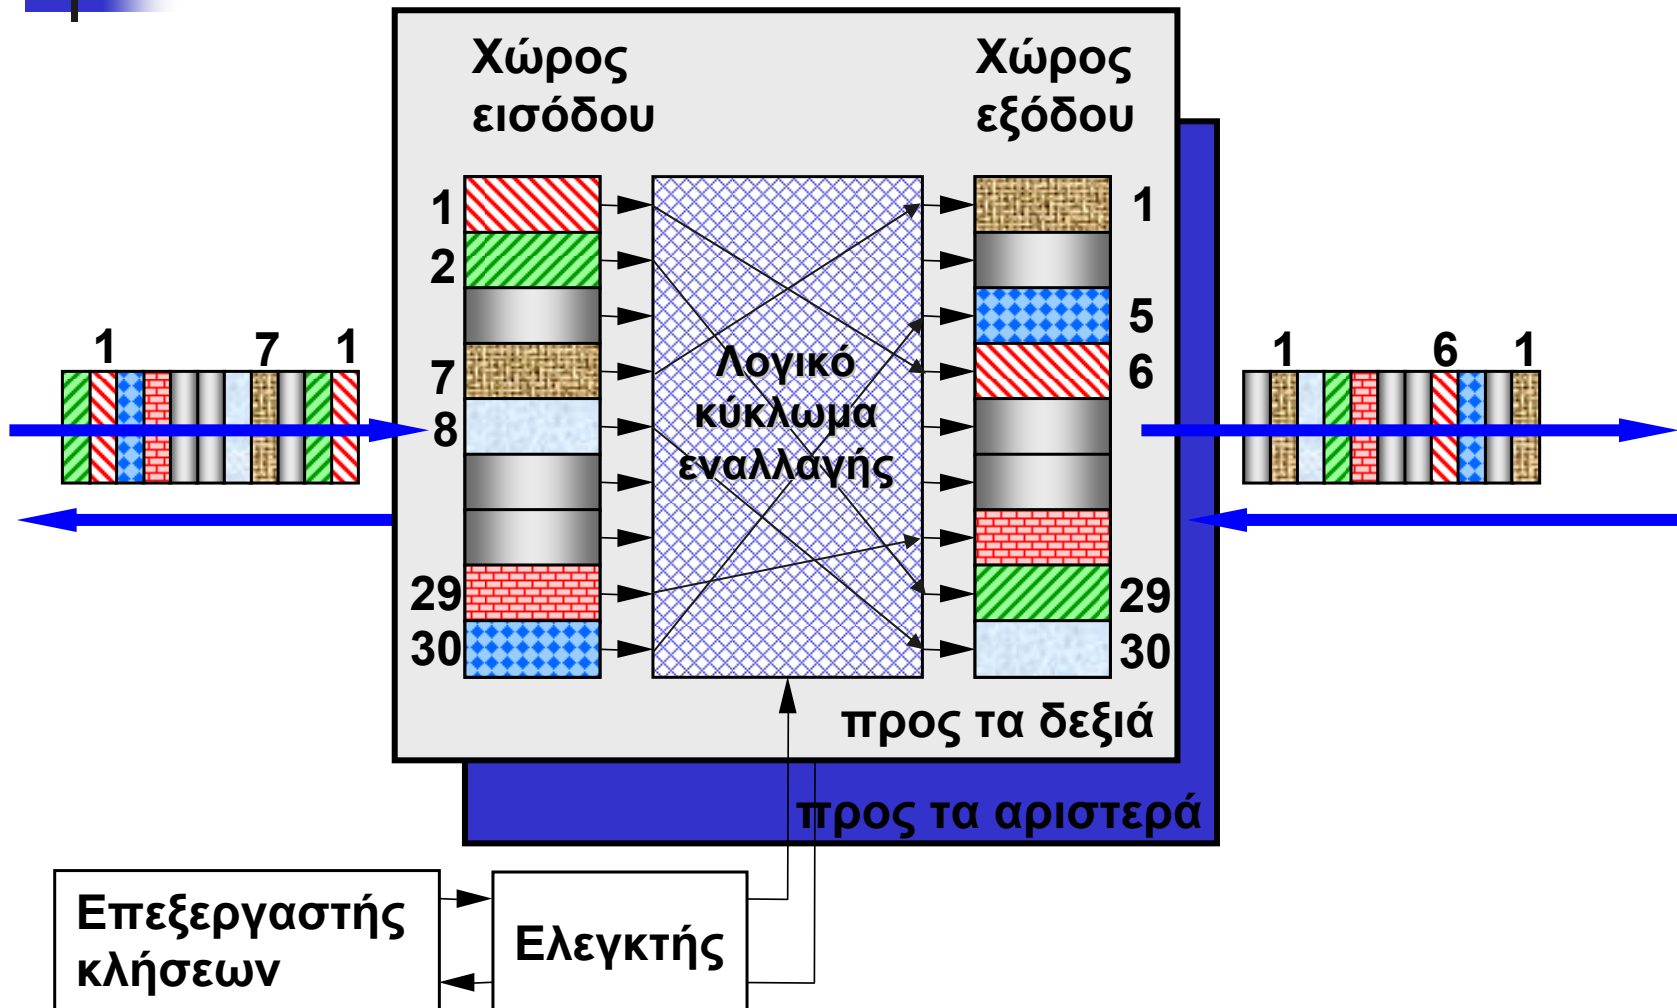 Χώρος
εισόδου
Χώρος
εξόδου
1
2
7
8
29
30
1
5
6
29
30
1 7 1
1 6 1
Λογικό
κύκλωμα
εναλλαγής
προς τα δεξιά
προς τα αριστερά
Επεξεργαστής
κλήσεων
Ελεγκτής